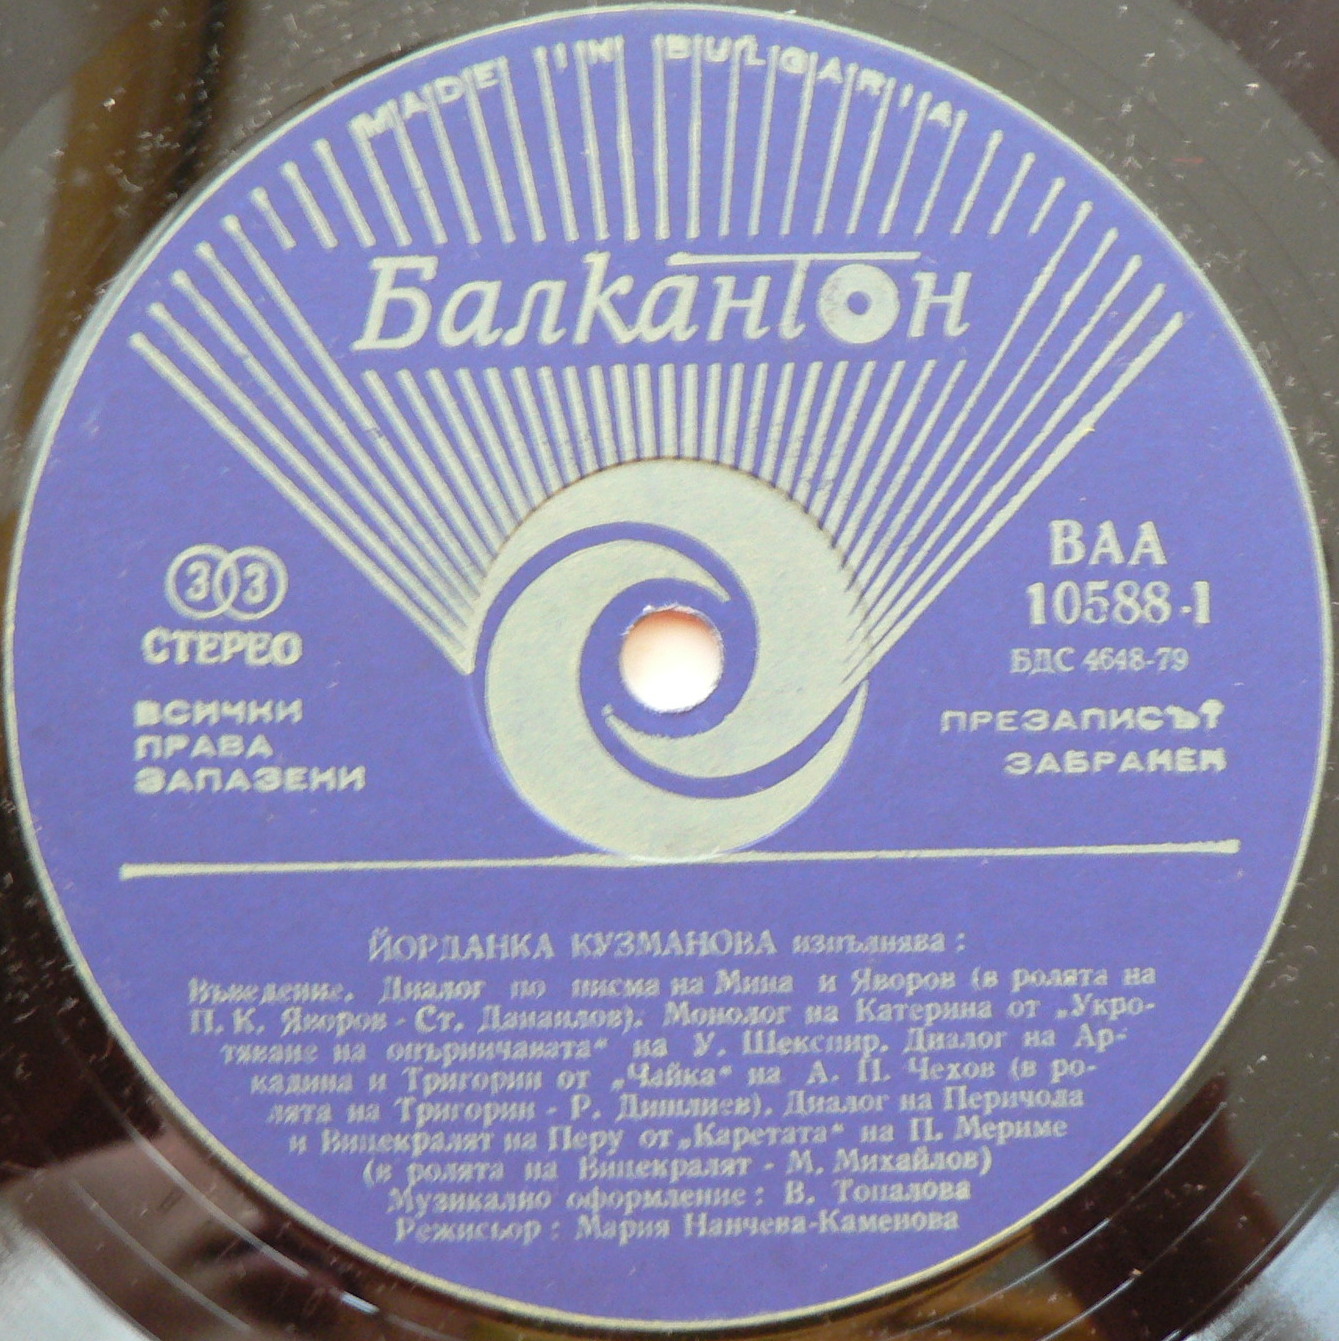 MADE IN BULGARIA
Балкантон
33
СТЕРЕО
ВСИЧКИ
ПРАВА
ЗАПАЗЕНИ
ВАА
10588-1
БДС 4648-79
ПРЕЗАПИСЪТ
ЗАБРАНЕН
ЙОРДАНКА КУЗМАНОВА изпълнява:
Въведение. Диалог по писма на Мина и Яворов (в ролята на
П. К. Яворов - Ст. Данаилов). Монолог на Катерина от „Укро-
тяване на опърничавата“ на У. Шекспир. Диалог на Ар-
кадина и Тригорин от „Чайка“ на А. П. Чехов (в ро-
лята на Тригорин - Р. Дишлиев). Диалог на Перичола
и Вицекралят на Перу от „Каретата“ на П. Мериме
(в ролята на Вицекралят - М. Михайлов)
Музикално оформление: В. Топалова
Режисьор: Мария Нанчева-Каменова